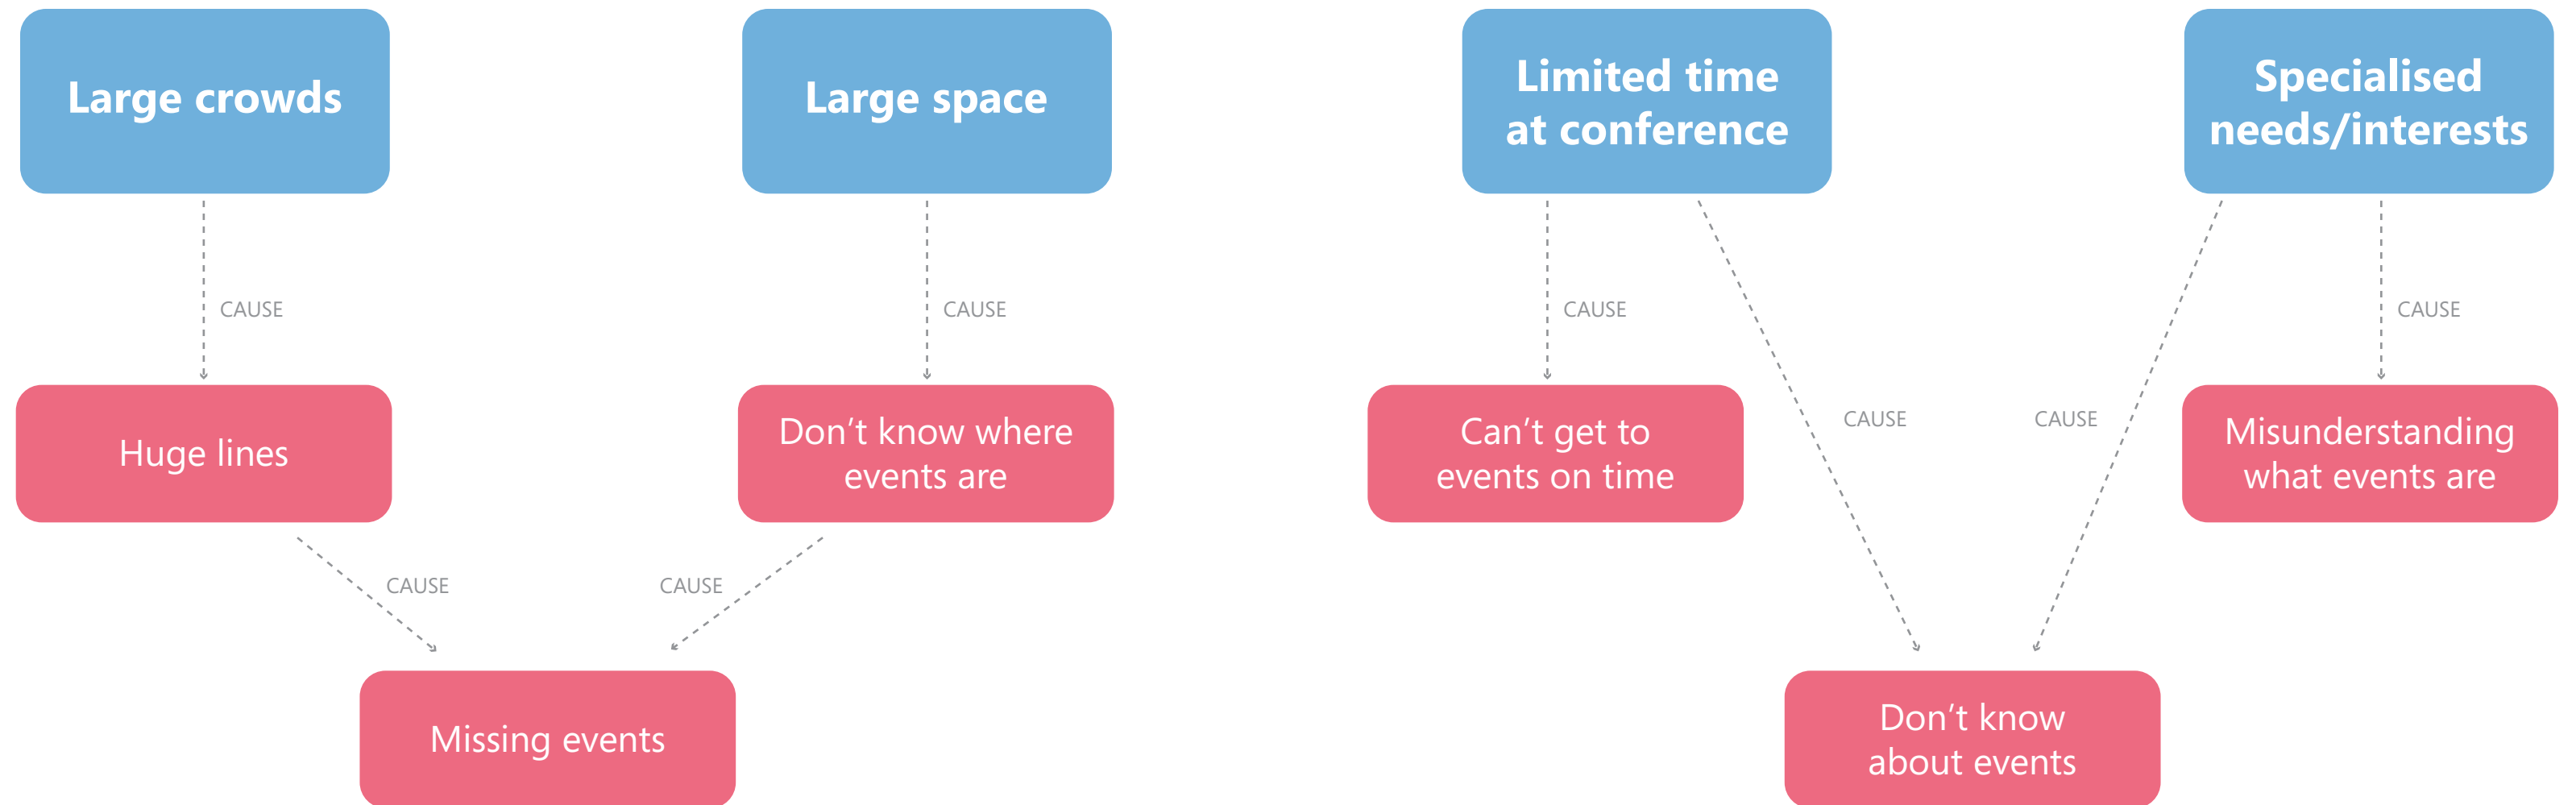 Large crowds
Large space
Limited time
at conference
Specialised
needs/interests
CAUSE
CAUSE
CAUSE
CAUSE
CAUSE
CAUSE
Huge lines
Don’t know where
events are
Can’t get to
events on time
Misunderstanding
what events are
CAUSE
CAUSE
Missing events
Don’t know
about events